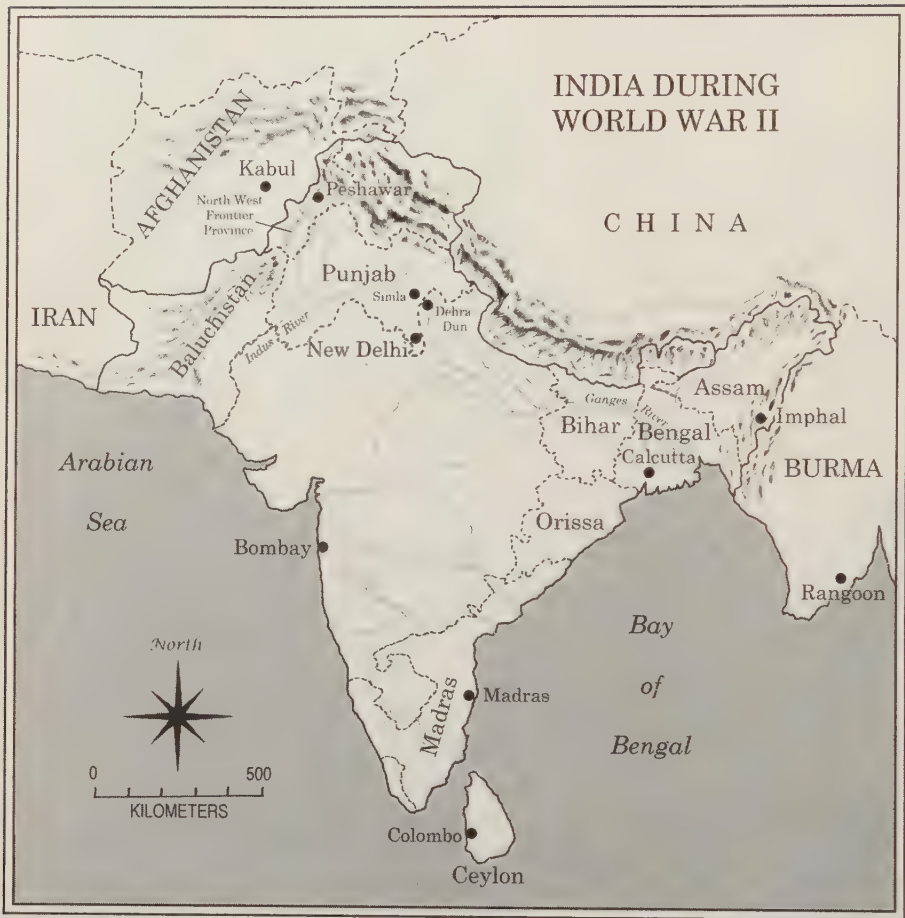 INDIA DURING
WORLD WAR II
AFGHANISTAN
Kabul
North West
Frontier
Province
Peshawar
CHINA
Punjab
Simla
Dehra
Dun
IRAN
Baluchistan
Indus River
New Delhi
Ganges
River
Assam
Bihar
Bengal
Imphal
Calcutta
BURMA
Arabian
Sea
Orissa
Bombay
Rangoon
North
Bay
of
Bengal
Madras
Madras
0 500
KILOMETERS
Colombo
Ceylon